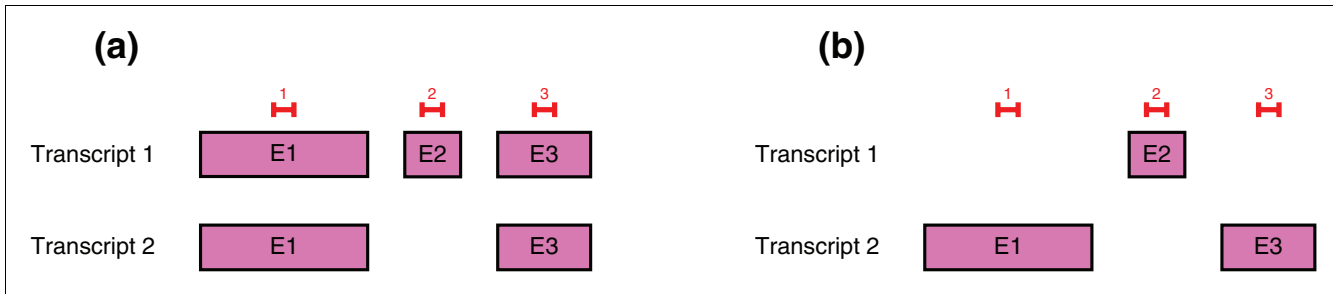 (a)
1 2 3
Transcript 1 E1 E2 E3
Transcript 2 E1 E3
(b)
1 2 3
Transcript 1 E2
Transcript 2 E1 E3